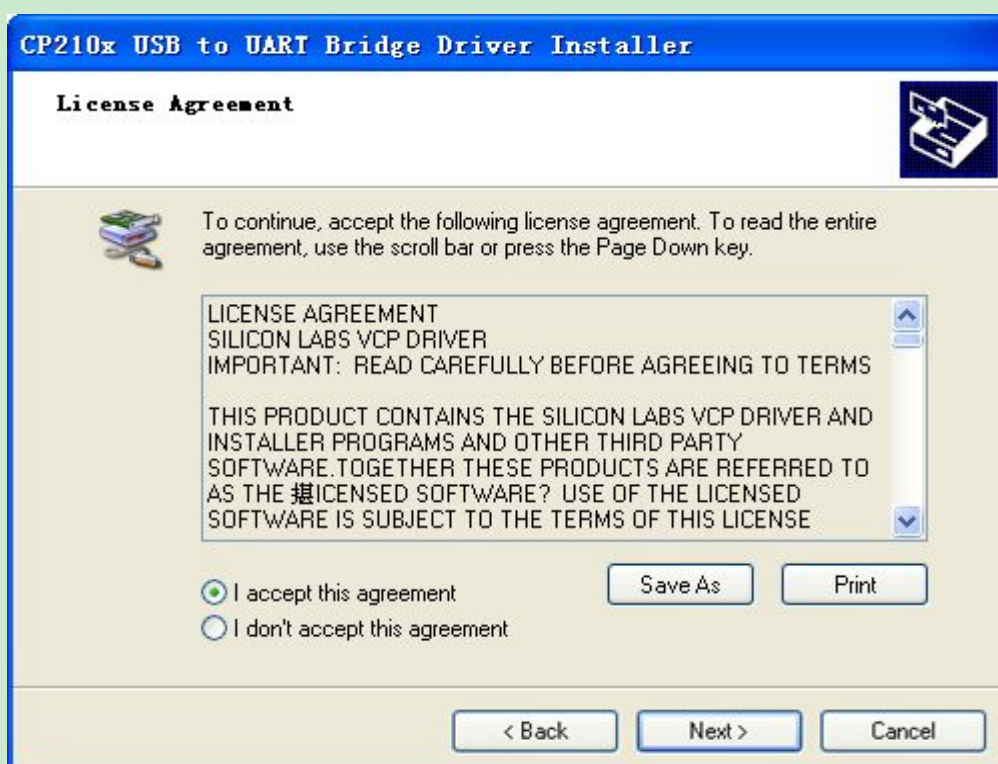 CP210x USB to UART Bridge Driver Installer
License Agreement
To continue, accept the following license agreement. To read the entire
agreement, use the scroll bar or press the Page Down key.
LICENSE AGREEMENT
SILICON LABS VCP DRIVER
IMPORTANT:  READ CAREFULLY BEFORE AGREEING TO TERMS
THIS PRODUCT CONTAINS THE SILICON LABS VCP DRIVER AND
INSTALLER PROGRAMS AND OTHER THIRD PARTY
SOFTWARE.TOGETHER THESE PRODUCTS ARE REFERRED TO
AS THE 揕ICENSED SOFTWARE?  USE OF THE LICENSED
SOFTWARE IS SUBJECT TO THE TERMS OF THIS LICENSE
I accept this agreement
Save As
Print
I don't accept this agreement
< Back
Next >
Cancel